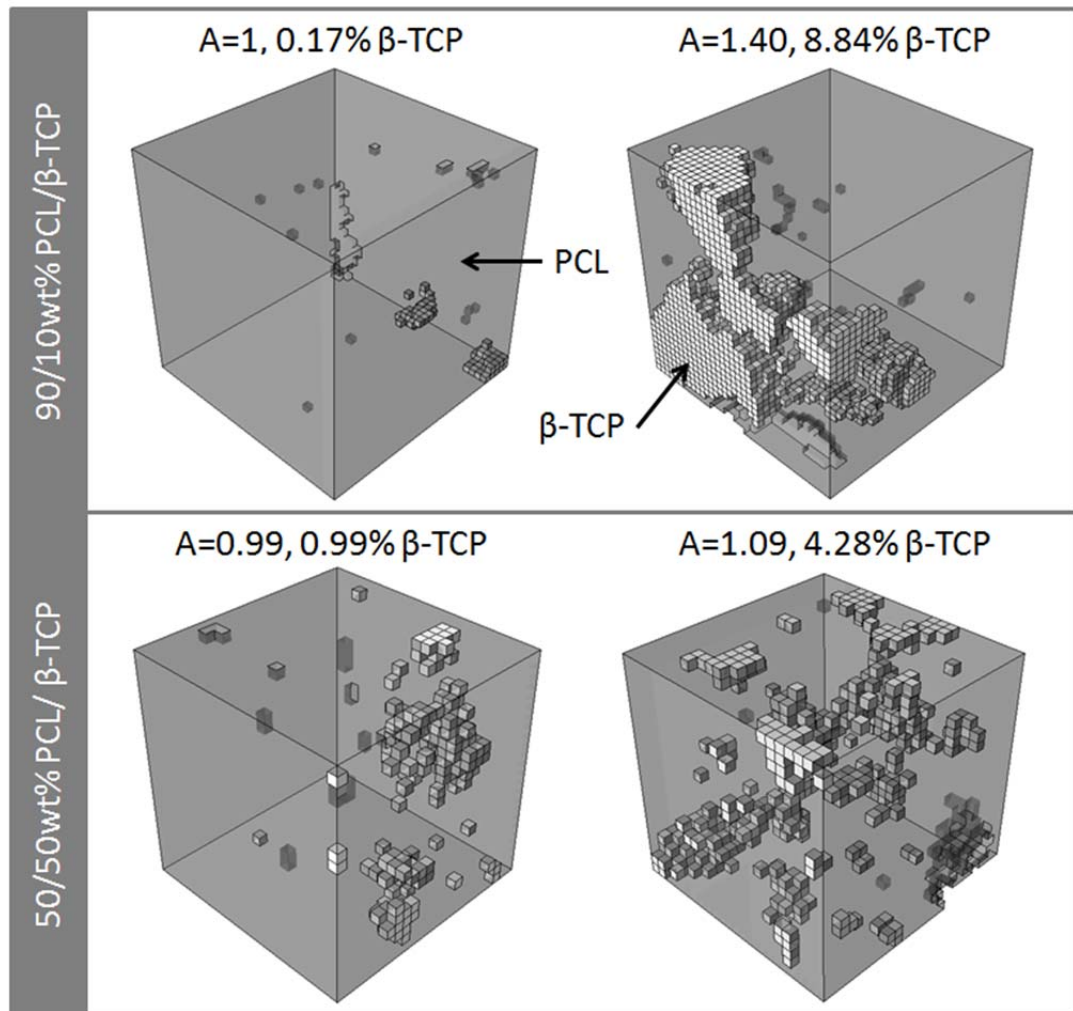 90/10wt% PCL/β-TCP
A=1, 0.17% β-TCP
A=1.40, 8.84% β-TCP
PCL
β-TCP
50/50wt% PCL/ β-TCP
A=0.99, 0.99% β-TCP
A=1.09, 4.28% β-TCP